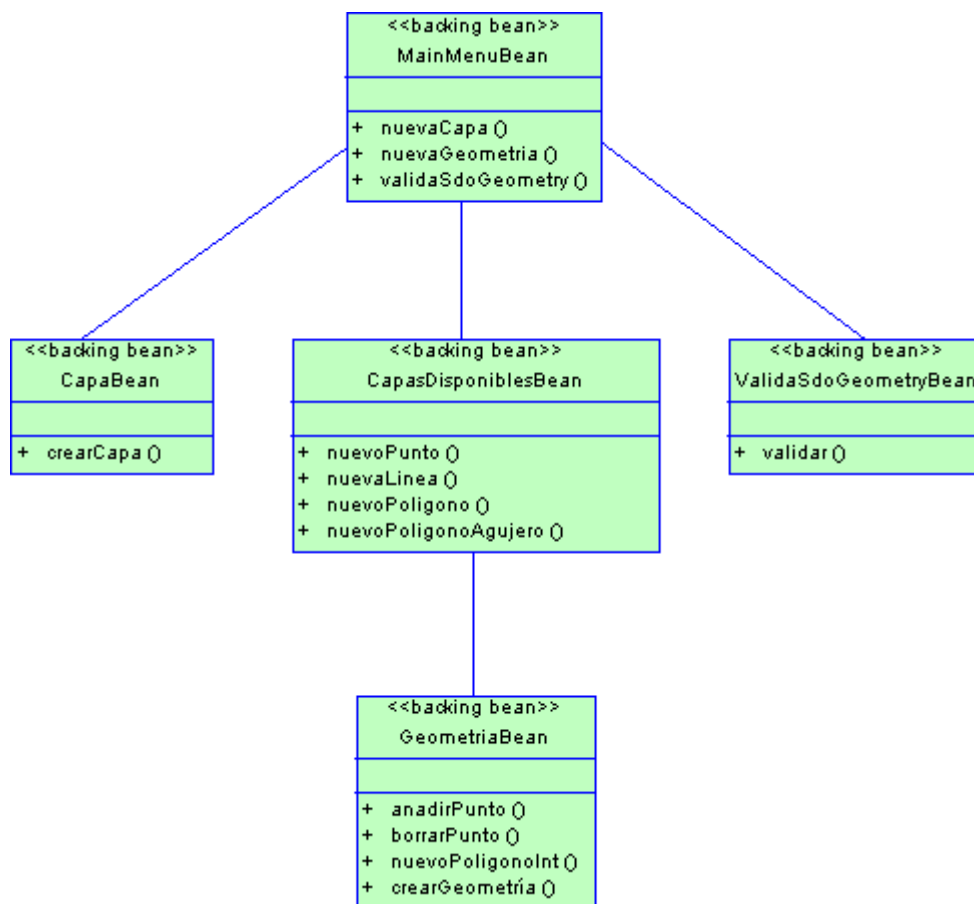 <<backing bean>>
MainMenuBean
+ nuevaCapa ()
+ nuevaGeometria ()
+ validaSdoGeometry ()
<<backing bean>>
CapaBean
+ crearCapa ()
<<backing bean>>
CapasDisponiblesBean
+ nuevoPunto ()
+ nuevaLinea ()
+ nuevoPoligono ()
+ nuevoPoligonoAgujero ()
<<backing bean>>
ValidaSdoGeometryBean
+ validar ()
<<backing bean>>
GeometriaBean
+ anadirPunto ()
+ borrarPunto ()
+ nuevoPoligonoInt ()
+ crearGeometría ()